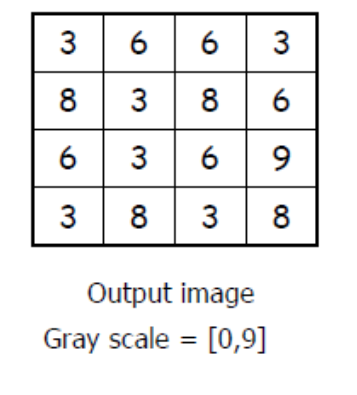 3 6 6 3
8 3 8 6
6 3 6 9
3 8 3 8
Output image
Gray scale = [0,9]